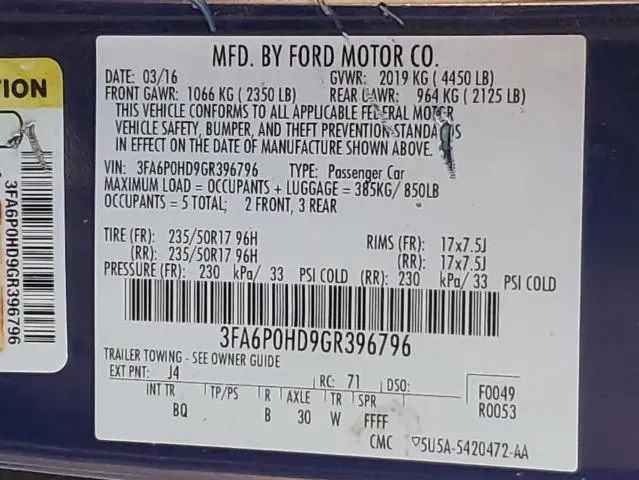 MFD. BY FORD MOTOR CO.
DATE: 03/16 GVWR: 2019 KG ( 4450 LB)
FRONT GAWR: 1066 KG ( 2350 LB) REAR GAWR: 964 KG ( 2125 LB)
THIS VEHICLE CONFORMS TO ALL APPLICABLE FEDERAL MOTOR
VEHICLE SAFETY, BUMPER, AND THEFT PREVENTION STANDARDS
IN EFFECT ON THE DATE OF MANUFACTURE SHOWN ABOVE.
VIN: 3FA6P0HD9GR396796 TYPE: Passenger Car
MAXIMUM LOAD = OCCUPANTS + LUGGAGE = 385KG/ 850LB
OCCUPANTS = 5 TOTAL; 2 FRONT, 3 REAR
TIRE (FR): 235/50R17 96H RIMS (FR): 17x7.5J
(RR): 235/50R17 96H (RR): 17x7.5J
PRESSURE (FR): 230 kPa/ 33 PSI COLD (RR): 230 kPa/ 33 PSI COLD
3FA6P0HD9GR396796
TRAILER TOWING - SEE OWNER GUIDE
EXT PNT: J4 RC: 71 DSO: F0049
INT TR TP/PS R AXLE TR SPR R0053
BQ B 30 W FFFF
CMC 5U5A-5420472-AA
TION
3FA6P0HD9GR396796